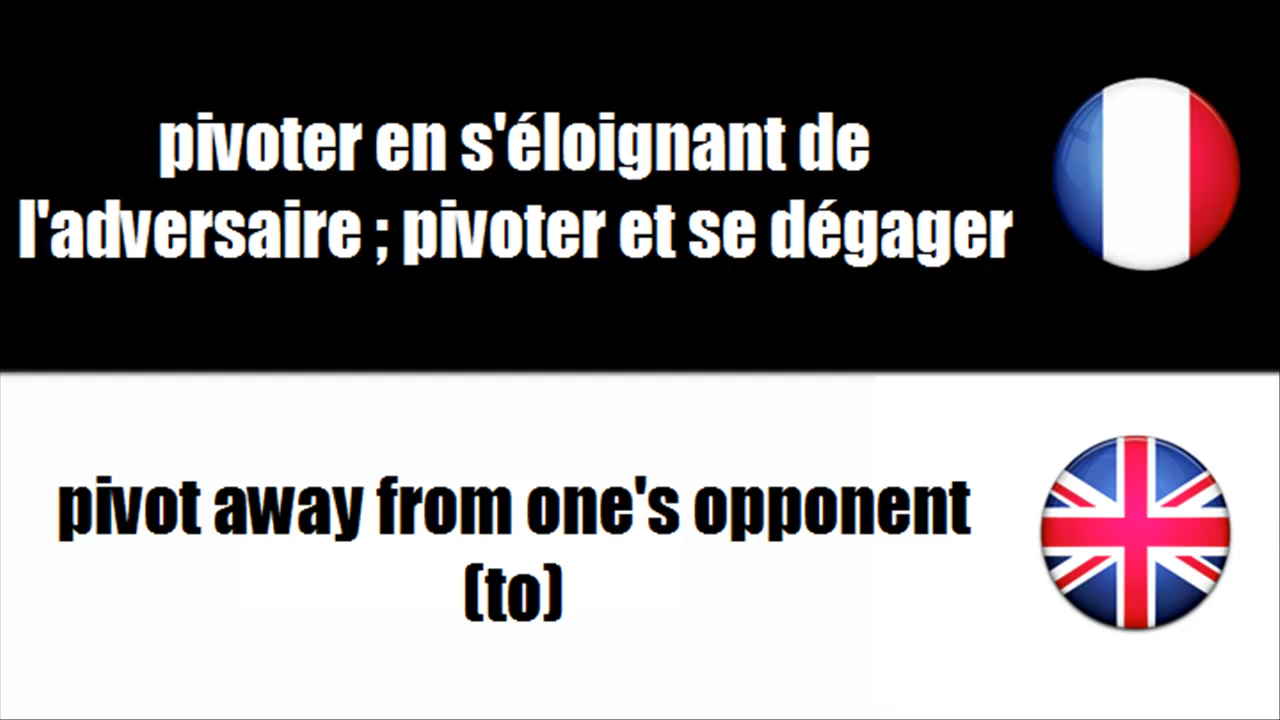 pivoter en s'éloignant de
l'adversaire ; pivoter et se dégager
pivot away from one's opponent
(to)